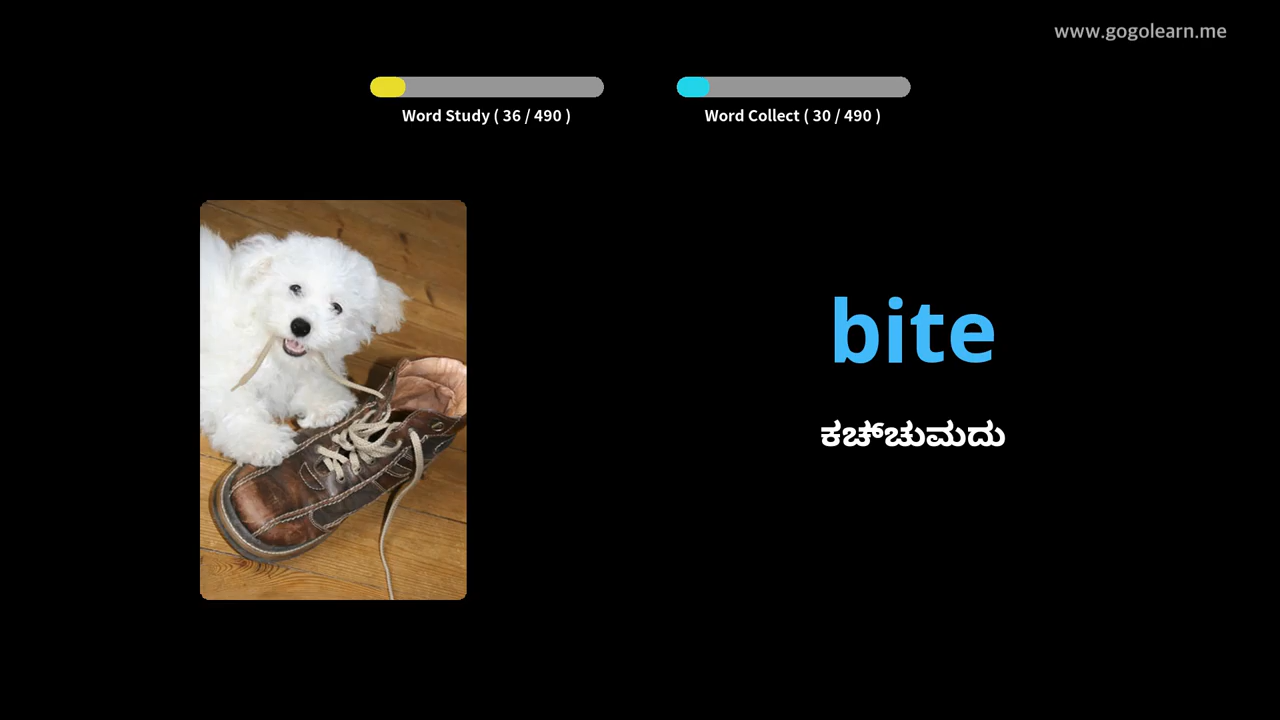 www.gogolearn.me
Word Study ( 36 / 490 )
Word Collect ( 30 / 490 )
bite
ಕಚ್‌ಚುಮದು